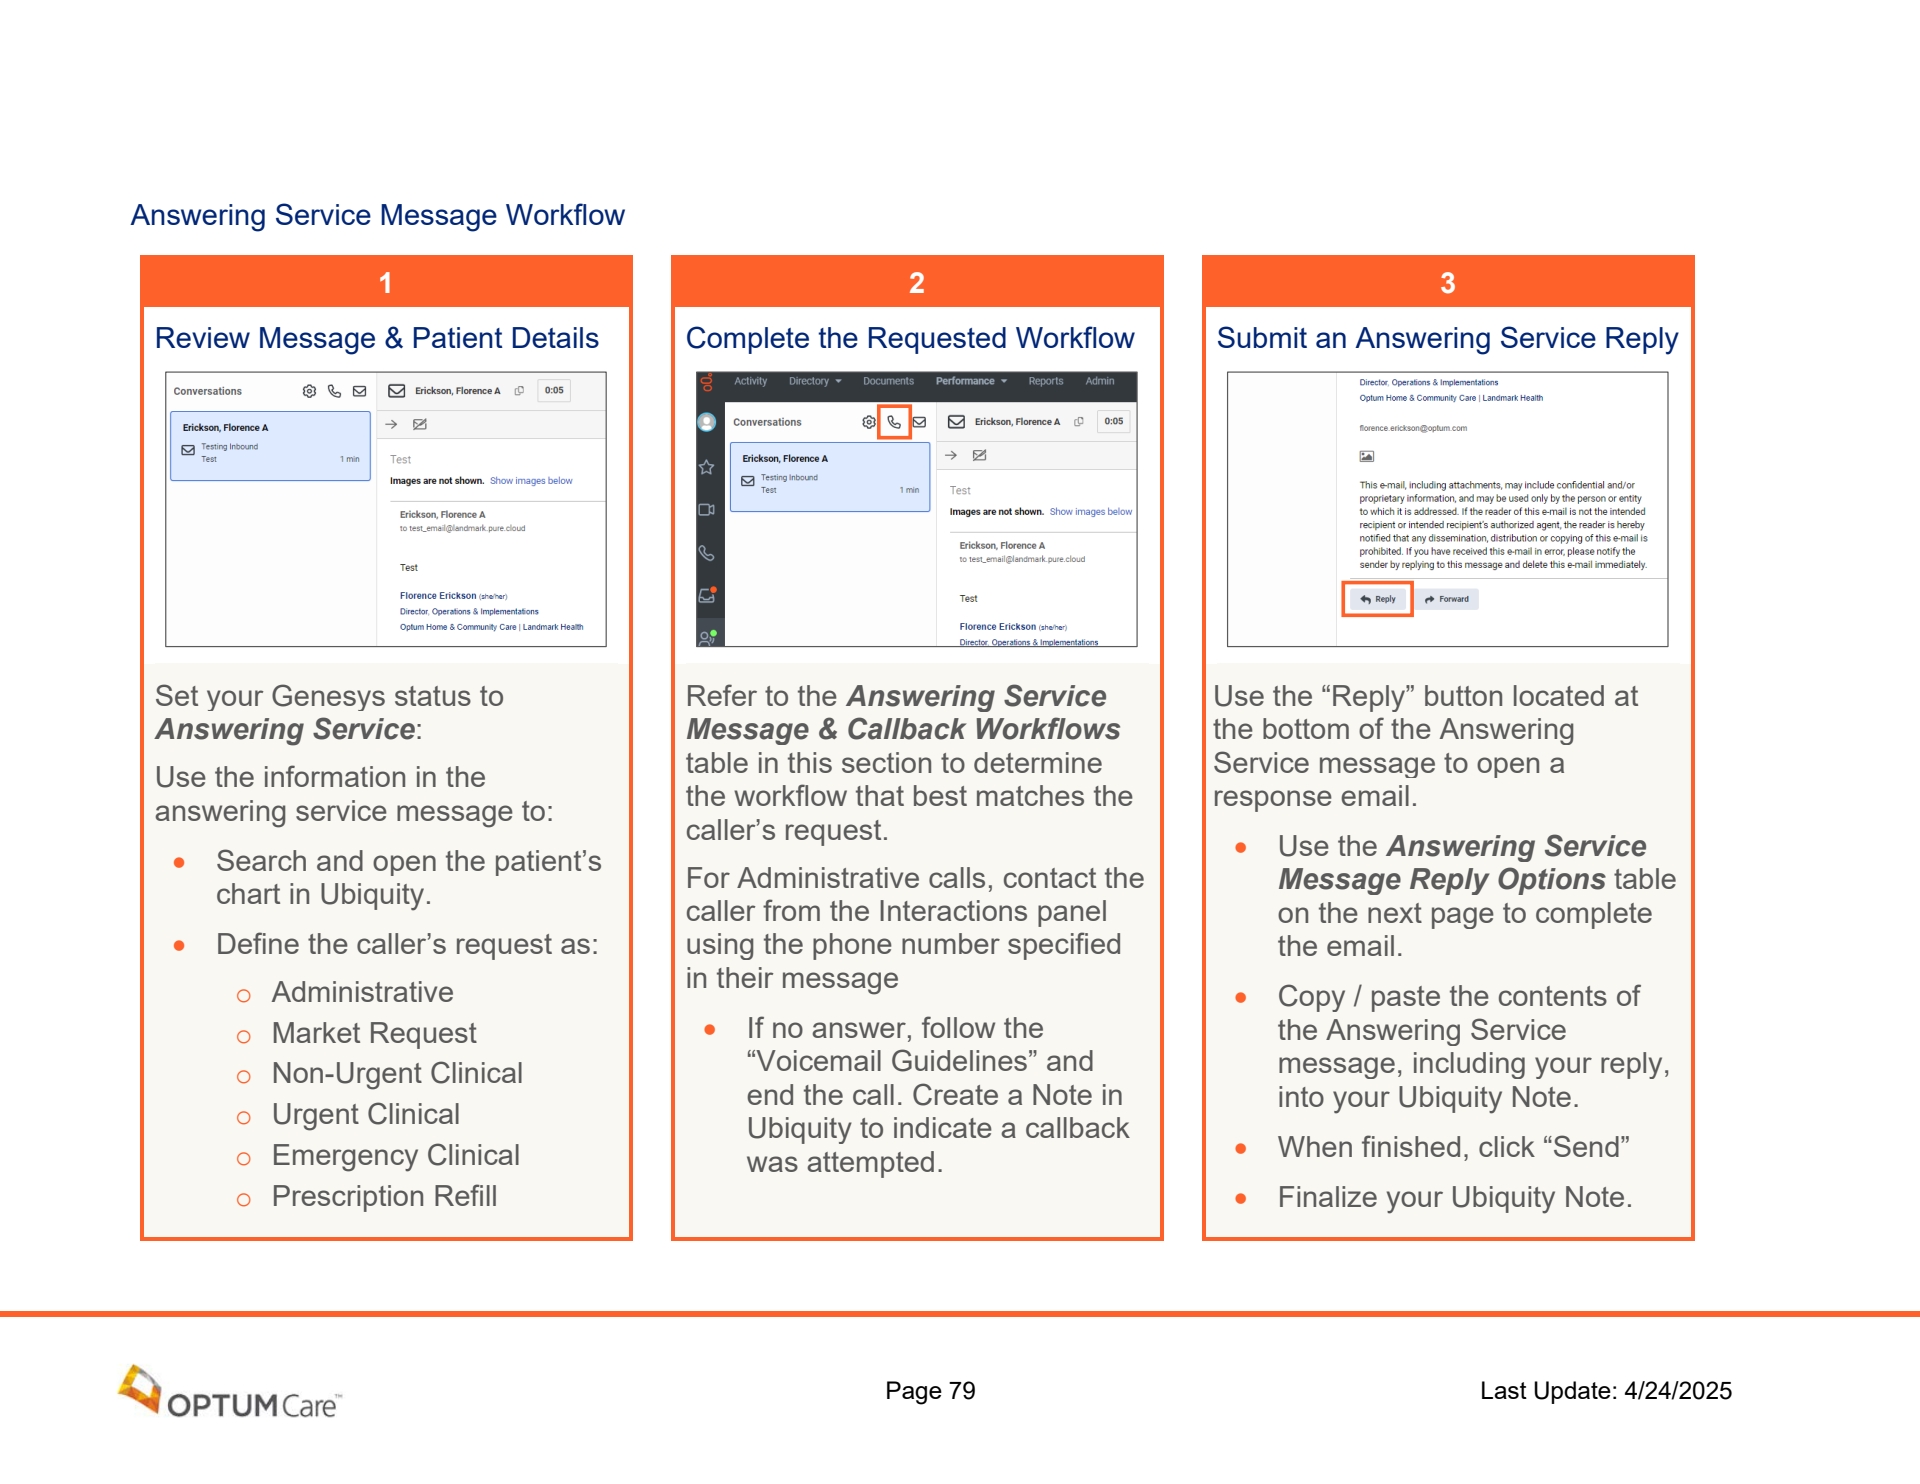 Answering Service Message Workflow
1
Review Message & Patient Details
Conversations
Erickson, Florence A
0:05
Erickson, Florence A
Testing Inbound
Test
1 min
Test
Images are not shown. Show images below
Erickson, Florence A
to test_email@landmark.pure.cloud
Test
Florence Erickson (she/her)
Director, Operations & Implementations
Optum Home & Community Care | Landmark Health
Set your Genesys status to
Answering Service:
Use the information in the
answering service message to:
• Search and open the patient’s
chart in Ubiquity.
• Define the caller’s request as:
o Administrative
o Market Request
o Non-Urgent Clinical
o Urgent Clinical
o Emergency Clinical
o Prescription Refill
2
Complete the Requested Workflow
Activity Directory Documents Performance Reports Admin
Conversations
Erickson, Florence A
0:05
Erickson, Florence A
Testing Inbound
Test
1 min
Test
Images are not shown. Show images below
Erickson, Florence A
to test_email@landmark.pure.cloud
Test
Florence Erickson (she/her)
Director, Operations & Implementations
Refer to the Answering Service
Message & Callback Workflows
table in this section to determine
the workflow that best matches the
caller’s request.
For Administrative calls, contact the
caller from the Interactions panel
using the phone number specified
in their message
• If no answer, follow the
“Voicemail Guidelines” and
end the call. Create a Note in
Ubiquity to indicate a callback
was attempted.
3
Submit an Answering Service Reply
Director, Operations & Implementations
Optum Home & Community Care | Landmark Health
florence.erickson@optum.com
This e-mail, including attachments, may include confidential and/or
proprietary information, and may be used only by the person or entity
to which it is addressed. If the reader of this e-mail is not the intended
recipient or intended recipient's authorized agent, the reader is hereby
notified that any dissemination, distribution or copying of this e-mail is
prohibited. If you have received this e-mail in error, please notify the
sender by replying to this message and delete this e-mail immediately.
Reply Forward
Use the “Reply” button located at
the bottom of the Answering
Service message to open a
response email.
• Use the Answering Service
Message Reply Options table
on the next page to complete
the email.
• Copy / paste the contents of
the Answering Service
message, including your reply,
into your Ubiquity Note.
• When finished, click “Send”
• Finalize your Ubiquity Note.
OPTUM Care™
Page 79
Last Update: 4/24/2025